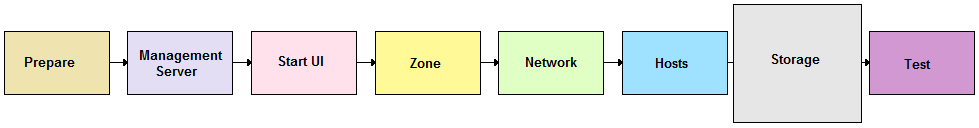 Prepare
Management
Server
Start UI
Zone
Network
Hosts
Storage
Test